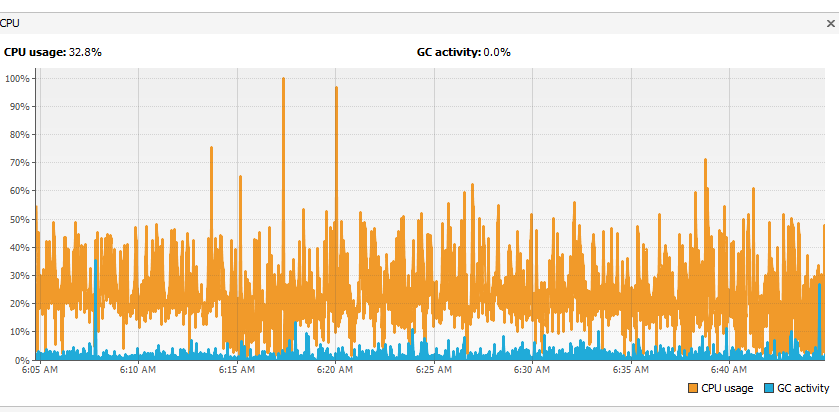 CPU
CPU usage: 32.8%
GC activity: 0.0%
100%
90%
80%
70%
60%
50%
40%
30%
20%
10%
0%
6:05 AM 6:10 AM 6:15 AM 6:20 AM 6:25 AM 6:30 AM 6:35 AM 6:40 AM
CPU usage GC activity